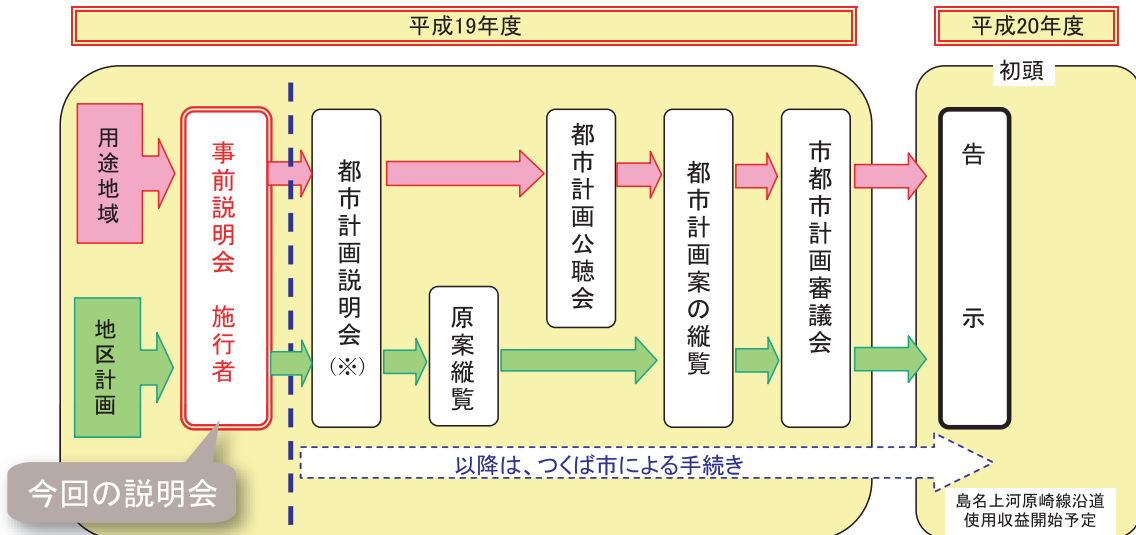 平成19年度
平成20年度
初頭
用途地域
地区計画
事前説明会 施行者
都市計画説明会(※)
原案縦覧
都市計画公聴会
都市計画案の縦覧
市都市計画審議会
告示
以降は、つくば市による手続き
今回の説明会
島名上河原崎線沿道
使用収益開始予定